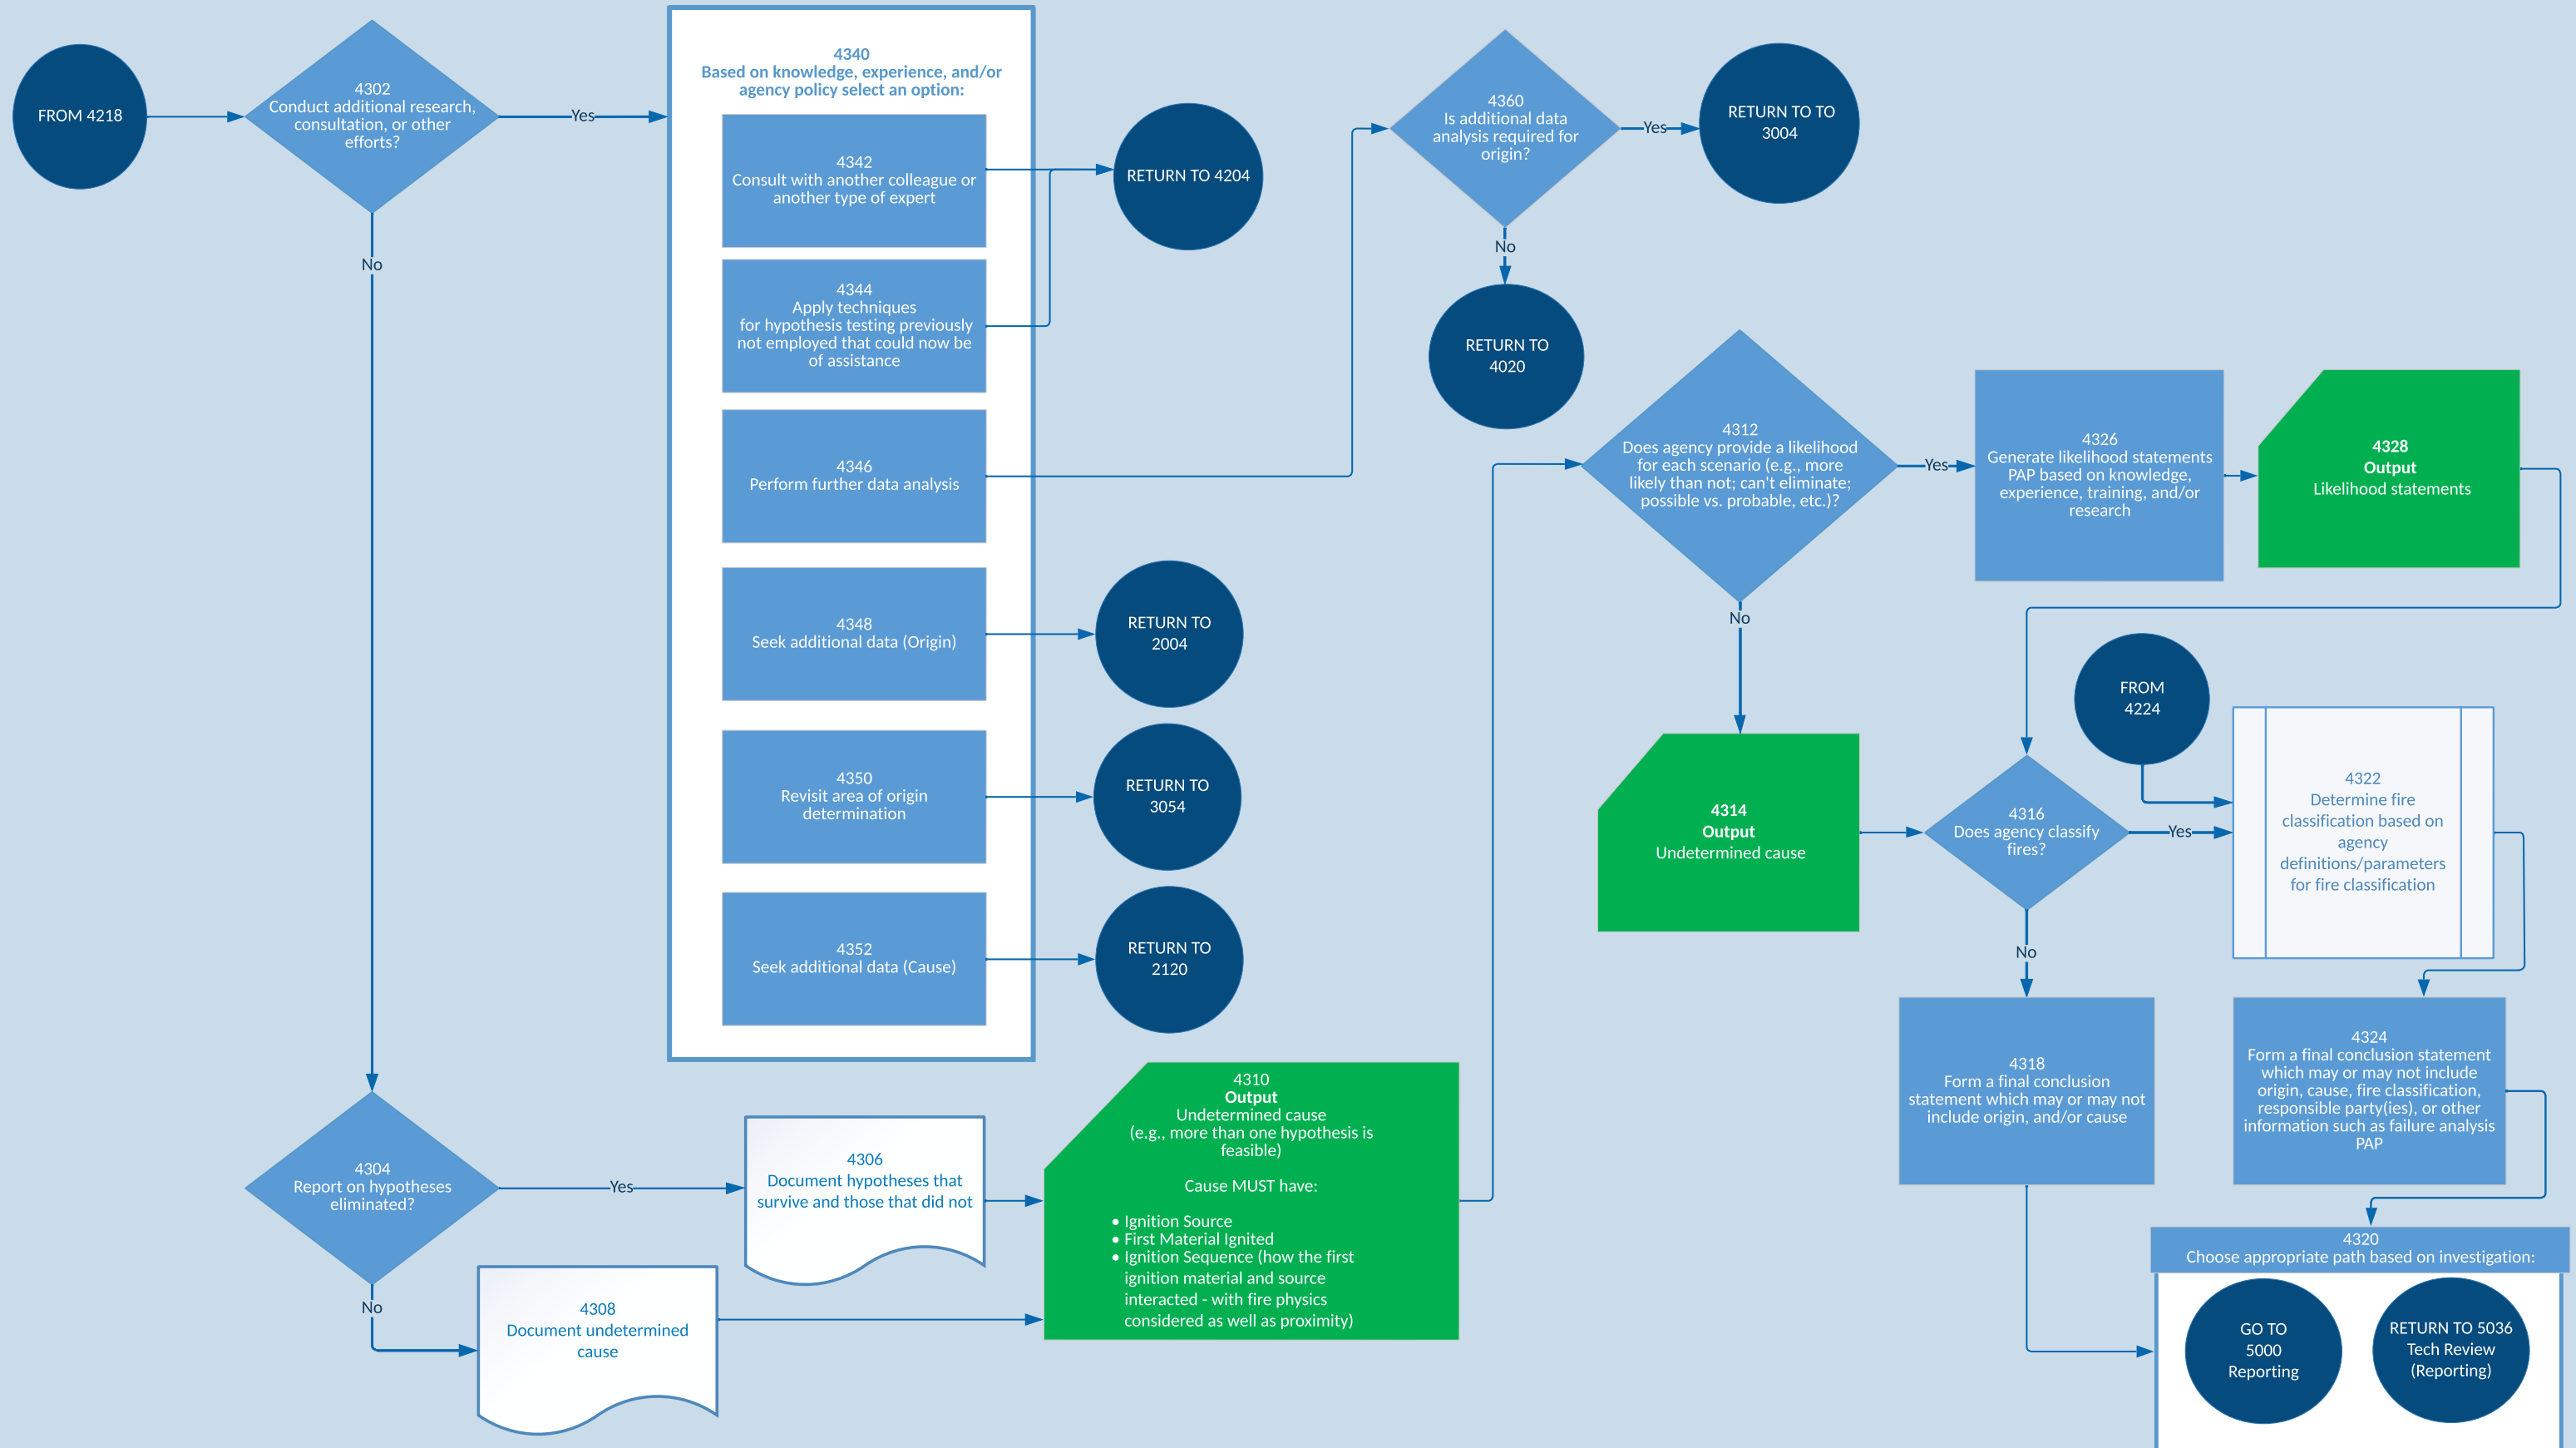 FROM 4218
4302
Conduct additional research,
consultation, or other
efforts?
Yes
No
4340
Based on knowledge, experience, and/or
agency policy select an option:
4342
Consult with another colleague or
another type of expert
RETURN TO 4204
4344
Apply techniques
for hypothesis testing previously
not employed that could now be
of assistance
4346
Perform further data analysis
4348
Seek additional data (Origin)
RETURN TO
2004
4350
Revisit area of origin
determination
RETURN TO
3054
4352
Seek additional data (Cause)
RETURN TO
2120
4360
Is additional data
analysis required for
origin?
Yes
RETURN TO TO
3004
No
RETURN TO
4020
4304
Report on hypotheses
eliminated?
Yes
No
4306
Document hypotheses that
survive and those that did not
4308
Document undetermined
cause
4310
Output
Undetermined cause
(e.g., more than one hypothesis is
feasible)
Cause MUST have:
• Ignition Source
• First Material Ignited
• Ignition Sequence (how the first
ignition material and source
interacted - with fire physics
considered as well as proximity)
4312
Does agency provide a likelihood
for each scenario (e.g., more
likely than not; can't eliminate;
possible vs. probable, etc.)?
Yes
No
4326
Generate likelihood statements
PAP based on knowledge,
experience, training, and/or
research
4328
Output
Likelihood statements
4314
Output
Undetermined cause
4316
Does agency classify
fires?
Yes
No
FROM
4224
4322
Determine fire
classification based on
agency
definitions/parameters
for fire classification
4318
Form a final conclusion
statement which may or may not
include origin, and/or cause
4324
Form a final conclusion statement
which may or may not include
origin, cause, fire classification,
responsible party(ies), or other
information such as failure analysis
PAP
4320
Choose appropriate path based on investigation:
GO TO
5000
Reporting
RETURN TO 5036
Tech Review
(Reporting)